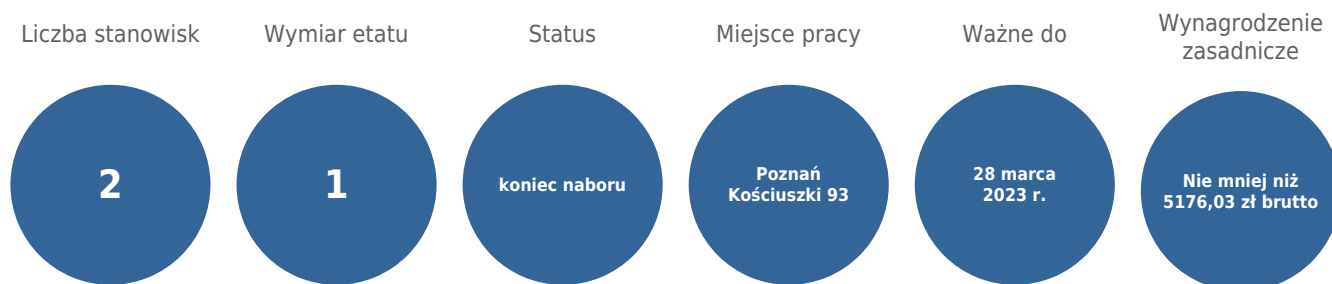 Liczba stanowisk
2
Wymiar etatu
1
Status
koniec naboru
Miejsce pracy
Poznań
Kościuszki 93
Ważne do
28 marca
2023 r.
Wynagrodzenie
zasadnicze
Nie mniej niż
5176,03 zł brutto